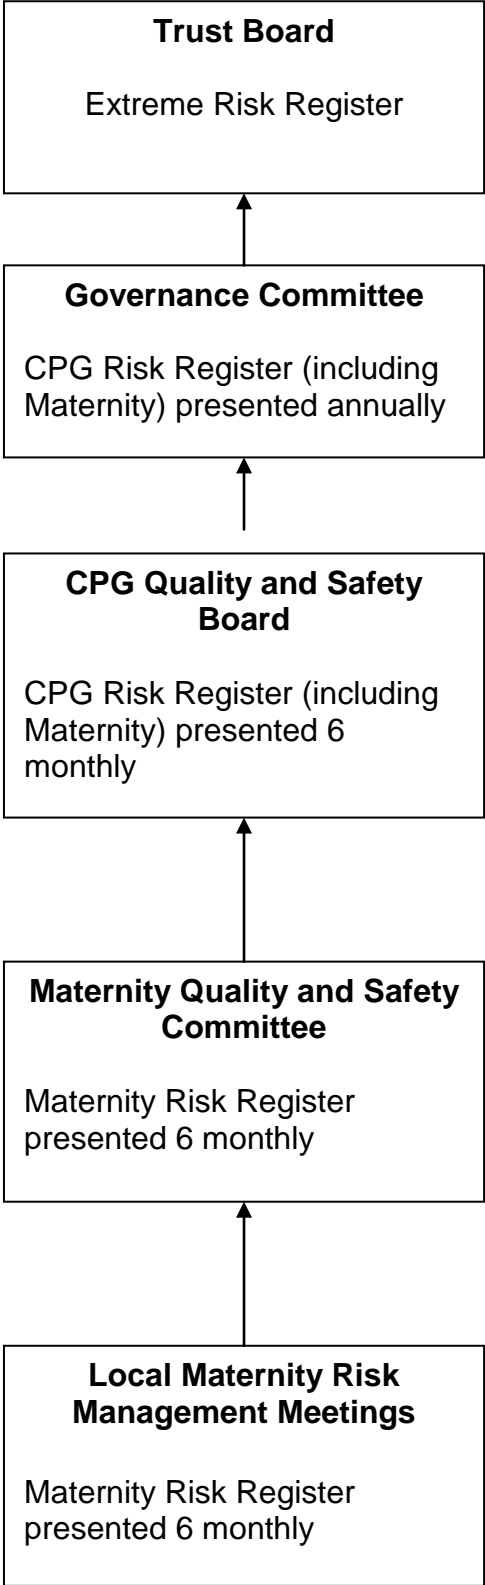 Trust Board
Extreme Risk Register
Governance Committee
CPG Risk Register (including
Maternity) presented annually
CPG Quality and Safety
Board
CPG Risk Register (including
Maternity) presented 6
monthly
Maternity Quality and Safety
Committee
Maternity Risk Register
presented 6 monthly
Local Maternity Risk
Management Meetings
Maternity Risk Register
presented 6 monthly